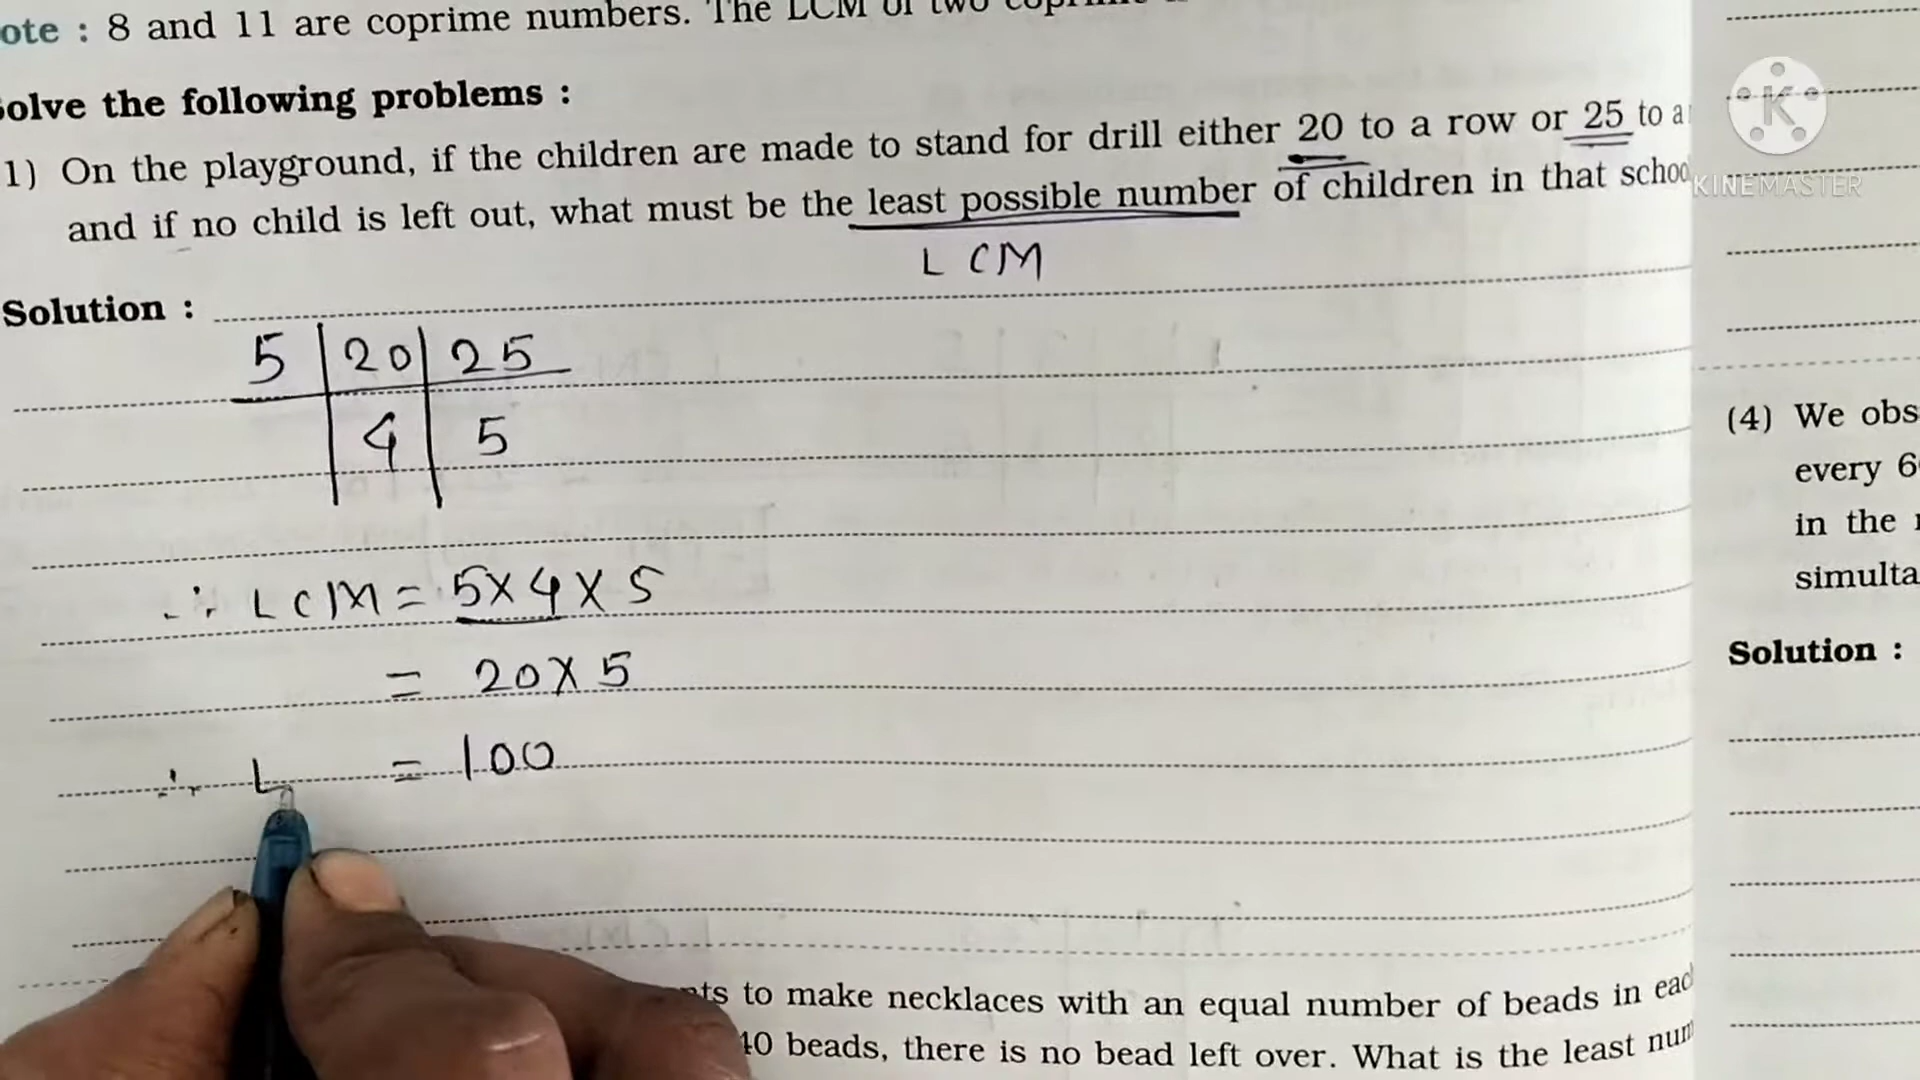 ote : 8 and 11 are coprime numbers. The LCM of two
Solve the following problems :
1) On the playground, if the children are made to stand for drill either 20 to a row or 25 to a
and if no child is left out, what must be the least possible number of children in that school
L CM
Solution :
5 20 25
4 5
∴ LCM = 5 X 4 X 5
= 20 X 5
∴ L = 100
to make necklaces with an equal number of beads in each
40 beads, there is no bead left over. What is the least num
KINEMASTER
(4) We obs
every 6
in the
simulta
Solution :